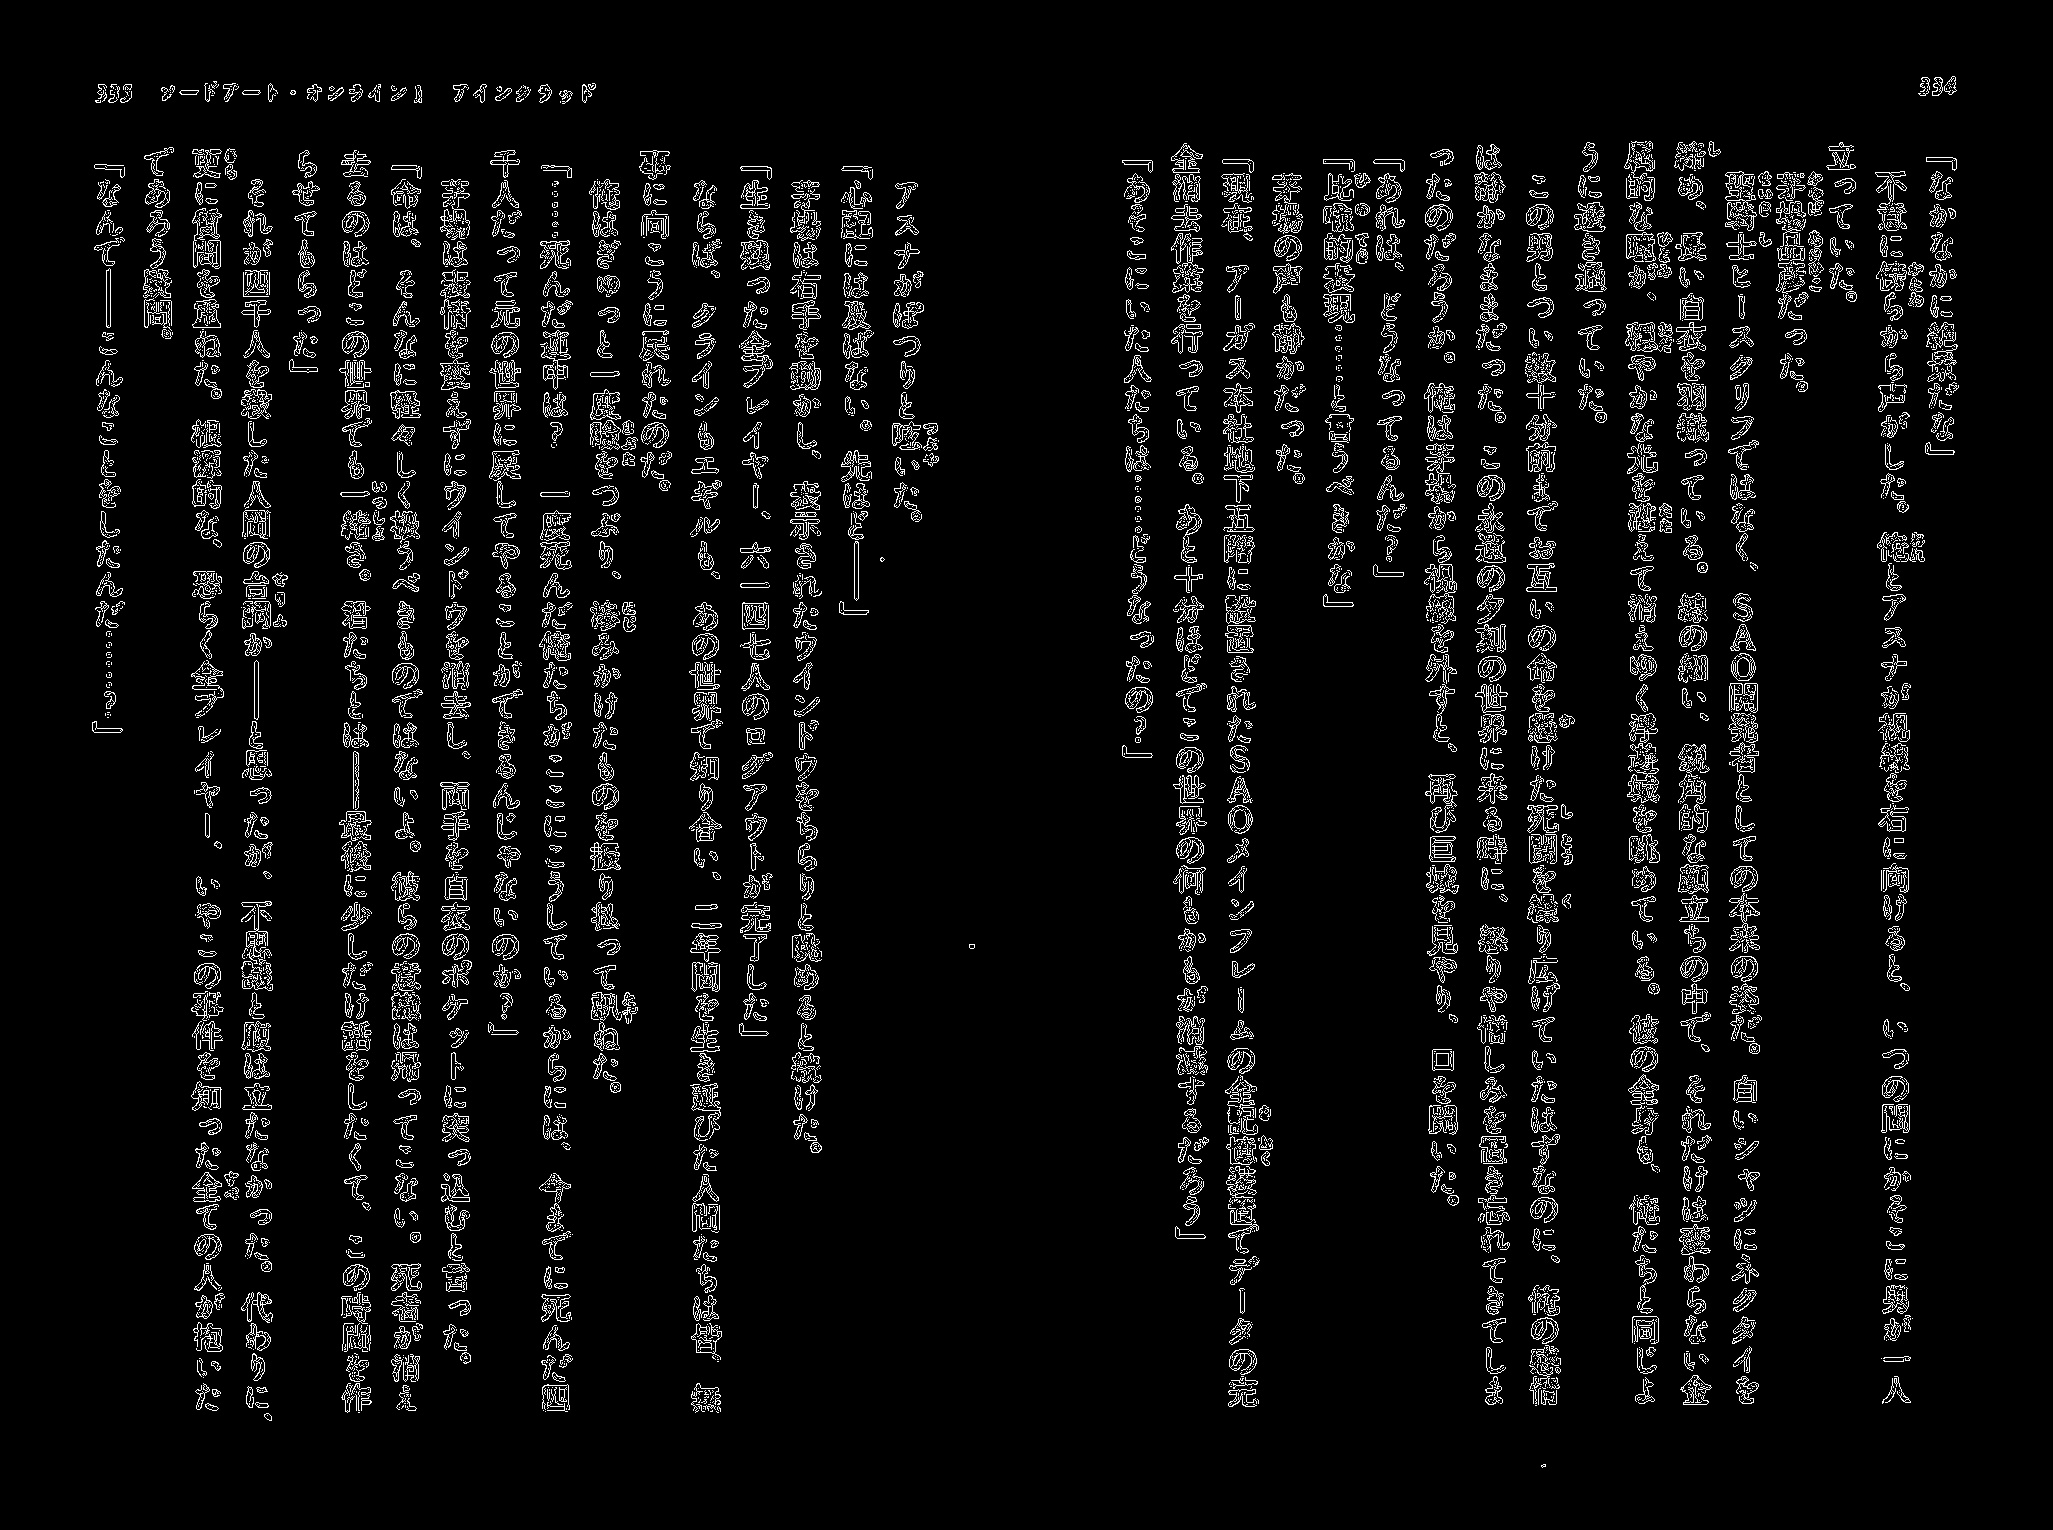 334
「なかなかに絶景だな」
不意に傍らから声がした。俺とアスナが視線を右に向けると、いつの間にかそこに男が一人
立っていた。
茅場晶彦だった。
聖騎士ヒースクリフではなく、SAO開発者としての本来の姿だ。白いシャツにネクタイを
締め、長い白衣を羽織っている。線の細い、鋭角的な顔立ちの中で、それだけは変わらない金
属的な瞳が、穏やかな光を湛えて消えゆく浮遊城を眺めている。彼の全身も、俺たちと同じよ
うに透き通っていた。
この男とつい数十分前までお互いの命を懸けた死闘を繰り広げていたはずなのに、俺の感情
は静かなままだった。この永遠の夕刻の世界に来る時に、怒りや憎しみを置き忘れてきてしま
ったのだろうか。俺は茅場から視線を外すと、再び巨城を見やり、口を開いた。
「あれは、どうなってるんだ?」
「比喩的表現……と言うべきかな」
茅場の声も静かだった。
「現在、アーガス本社地下五階に設置されたSAOメインフレームの全記憶装置でデータの完
全消去作業を行っている。あと十分ほどでこの世界の何もかもが消滅するだろう」
「あそこにいた人たちは……どうなったの?」
335 ソードアート・オンライン1 アインクラッド
アスナがぽつりと呟いた。
「心配には及ばない。先ほど――」
茅場は右手を動かし、表示されたウインドウをちらりと眺めると続けた。
「生き残った全プレイヤー、六一四七人のログアウトが完了した」
ならば、クラインもエギルも、あの世界で知り合い、二年間を生き延びた人間たちは皆、無
事に向こうに戻れたのだ。
俺はぎゅっと一度瞼をつぶり、滲みかけたものを振り払って訊ねた。
「……死んだ連中は? 一度死んだ俺たちがここにこうしているからには、今までに死んだ四
千人だって元の世界に戻してやることができるんじゃないのか?」
茅場は表情を変えずにウインドウを消去し、両手を白衣のポケットに突っ込むと言った。
「命は、そんなに軽々しく扱うべきものではないよ。彼らの意識は帰ってこない。死者が消え
去るのはどこの世界でも一緒さ。君たちとは――最後に少しだけ話をしたくて、この時間を作
らせてもらった」
それが四千人を殺した人間の台詞か――と思ったが、不思議と腹は立たなかった。代わりに、
更に質問を重ねた。根源的な、恐らく全プレイヤー、いやこの事件を知った全ての人が抱いた
であろう疑問。
「なんで――こんなことをしたんだ……?」